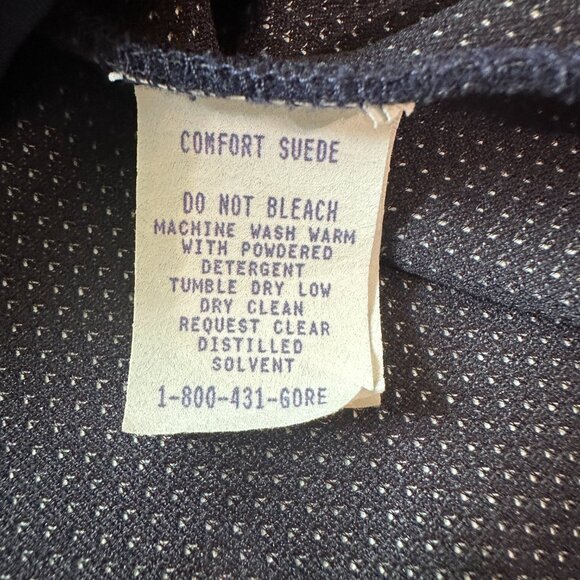 COMFORT SUEDE
DO NOT BLEACH
MACHINE WASH WARM
WITH POWDERED
DETERGENT
TUMBLE DRY LOW
DRY CLEAN
REQUEST CLEAR
DISTILLED
SOLVENT
1-800-431-GORE